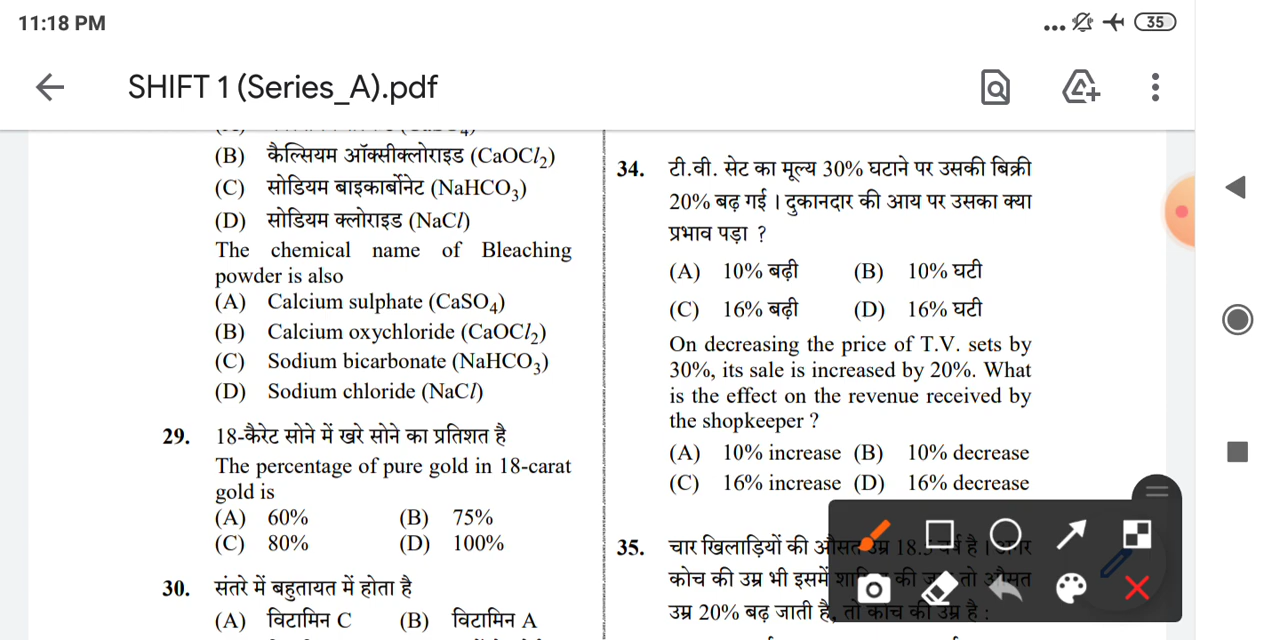 11:18 PM
35
SHIFT 1 (Series_A).pdf
(B) कैल्सियम ऑक्सीक्लोराइड (CaOCl₂)
(C) सोडियम बाइकार्बोनेट (NaHCO₃)
(D) सोडियम क्लोराइड (NaCl)
The chemical name of Bleaching
powder is also
(A) Calcium sulphate (CaSO₄)
(B) Calcium oxychloride (CaOCl₂)
(C) Sodium bicarbonate (NaHCO₃)
(D) Sodium chloride (NaCl)
29. 18-कैरेट सोने में खरे सोने का प्रतिशत है
The percentage of pure gold in 18-carat
gold is
(A) 60% (B) 75%
(C) 80% (D) 100%
30. संतरे में बहुतायत में होता है
(A) विटामिन C (B) विटामिन A
34. टी.वी. सेट का मूल्य 30% घटाने पर उसकी बिक्री
20% बढ़ गई । दुकानदार की आय पर उसका क्या
प्रभाव पड़ा ?
(A) 10% बढ़ी (B) 10% घटी
(C) 16% बढ़ी (D) 16% घटी
On decreasing the price of T.V. sets by
30%, its sale is increased by 20%. What
is the effect on the revenue received by
the shopkeeper ?
(A) 10% increase (B) 10% decrease
(C) 16% increase (D) 16% decrease
35. चार खिलाड़ियों की औसत उम्र वर्ष है । अगर
कोच की उम्र भी इसमें की तो औसत
उम्र 20% बढ़ जाती है, तो कोच की उम्र है :